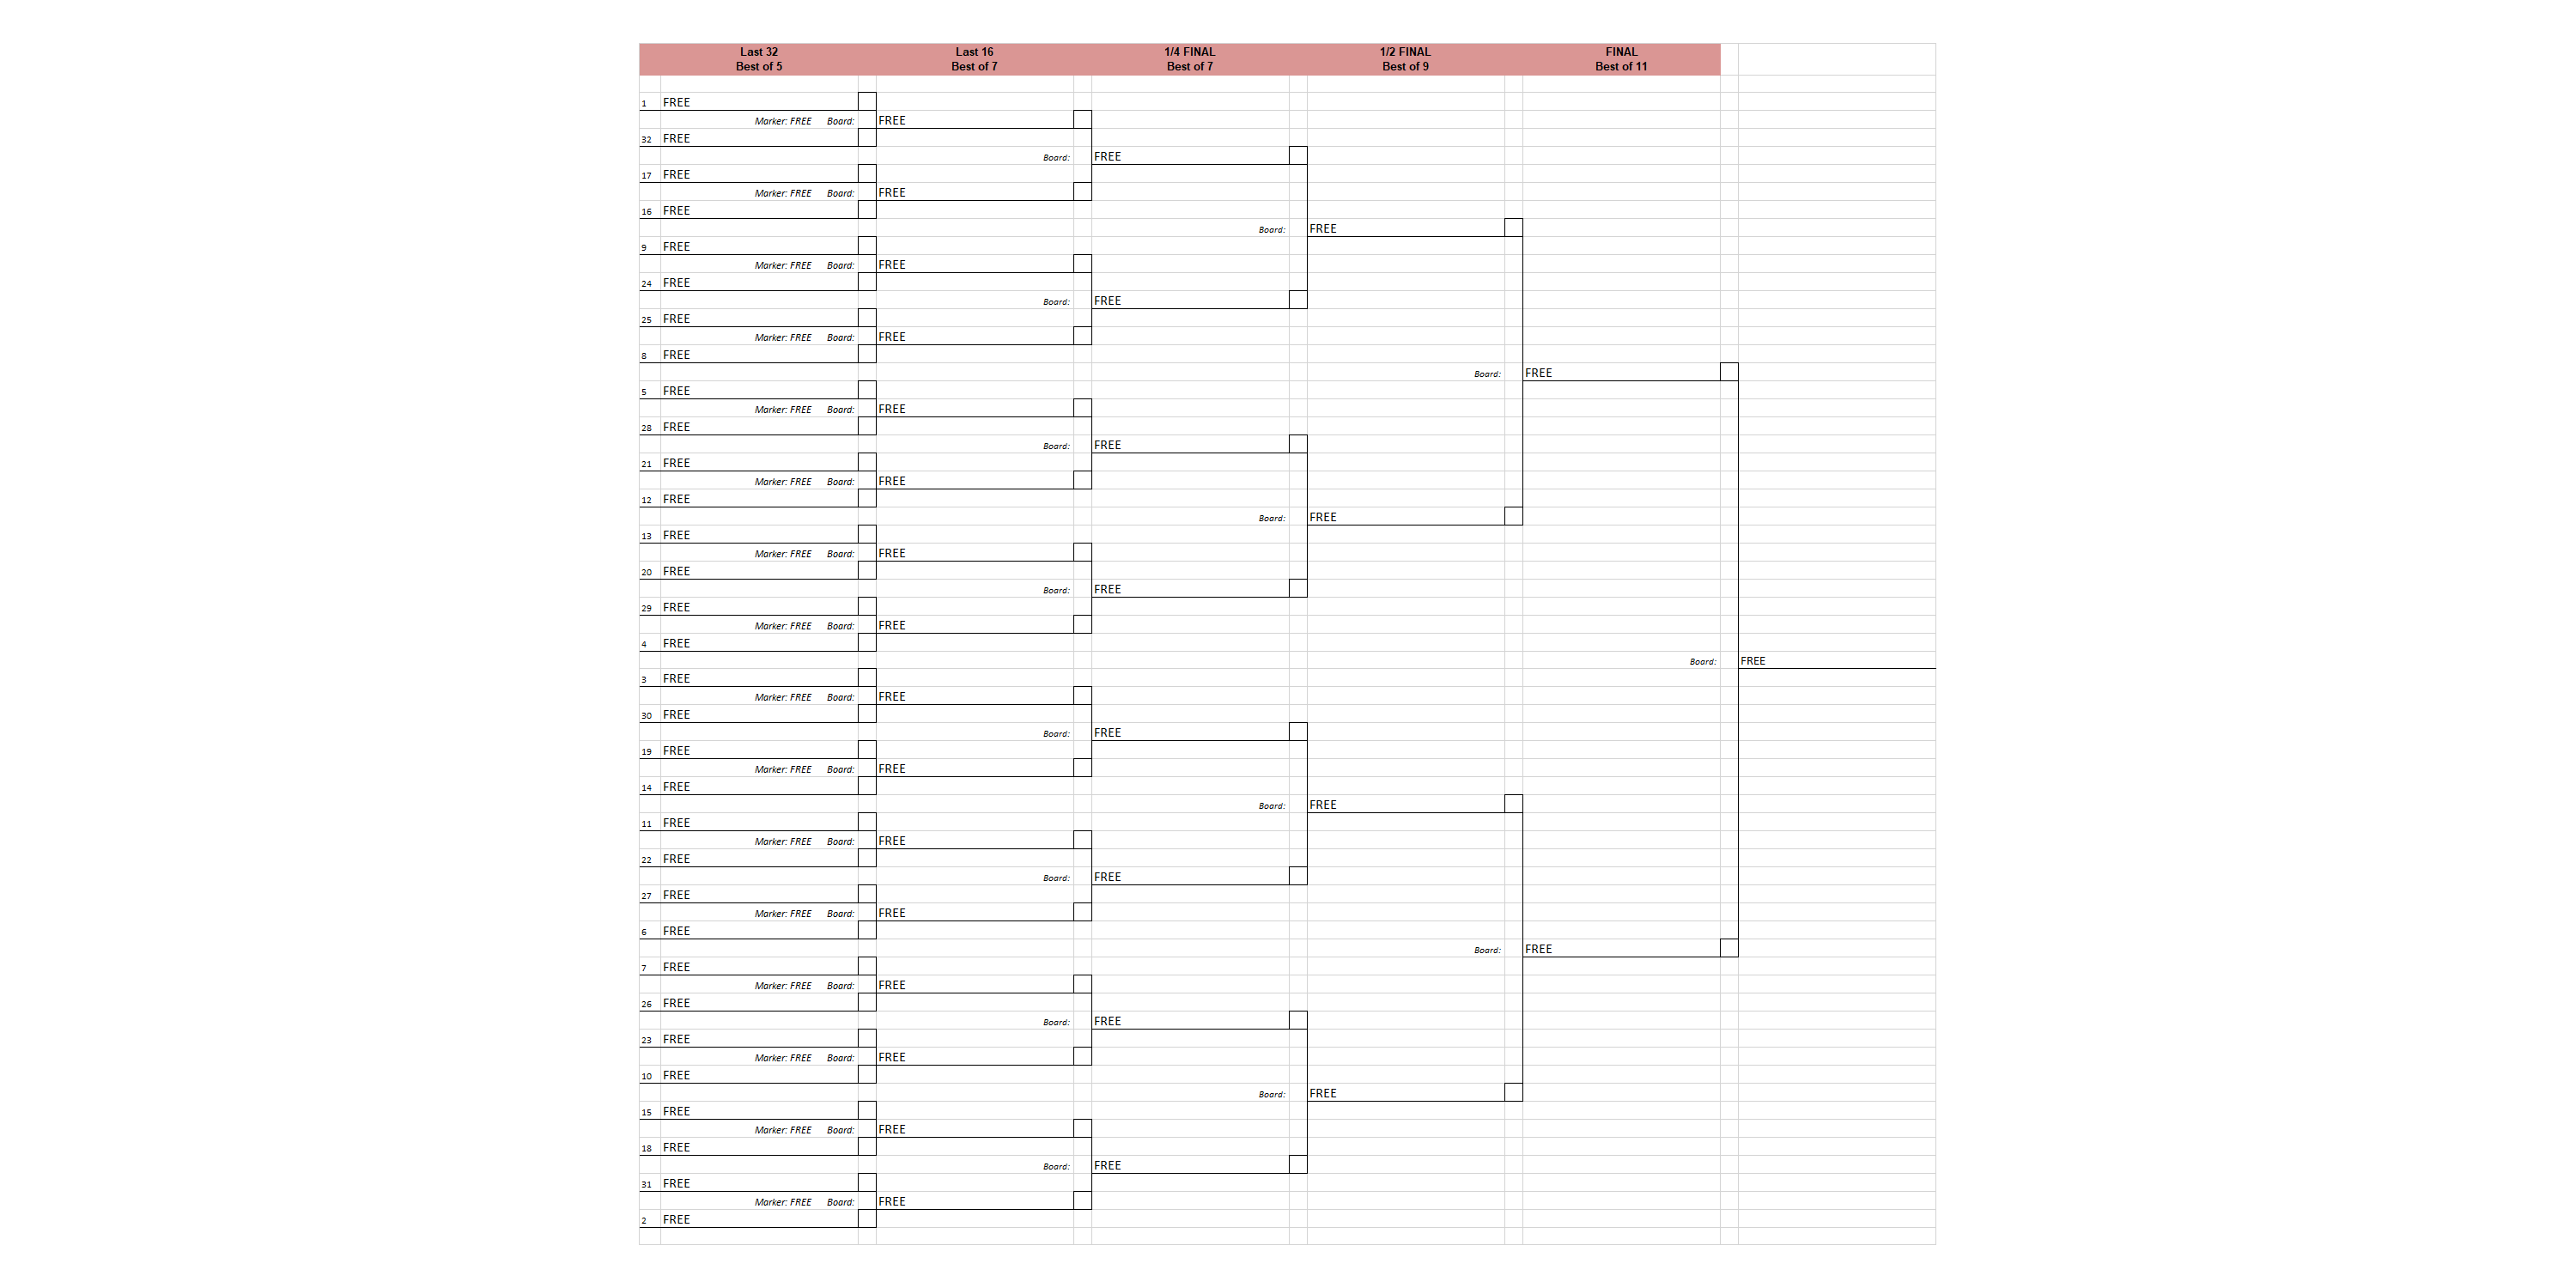 Last 32 Last 16 1/4 FINAL 1/2 FINAL FINAL
Best of 5 Best of 7 Best of 7 Best of 9 Best of 11
1 FREE
Marker: FREE Board: FREE
32 FREE
Board: FREE
17 FREE
Marker: FREE Board: FREE
16 FREE
Board: FREE
9 FREE
Marker: FREE Board: FREE
24 FREE
Board: FREE
25 FREE
Marker: FREE Board: FREE
8 FREE
Board: FREE
5 FREE
Marker: FREE Board: FREE
28 FREE
Board: FREE
21 FREE
Marker: FREE Board: FREE
12 FREE
Board: FREE
13 FREE
Marker: FREE Board: FREE
20 FREE
Board: FREE
29 FREE
Marker: FREE Board: FREE
4 FREE
Board: FREE
3 FREE
Marker: FREE Board: FREE
30 FREE
Board: FREE
19 FREE
Marker: FREE Board: FREE
14 FREE
Board: FREE
11 FREE
Marker: FREE Board: FREE
22 FREE
Board: FREE
27 FREE
Marker: FREE Board: FREE
6 FREE
Board: FREE
7 FREE
Marker: FREE Board: FREE
26 FREE
Board: FREE
23 FREE
Marker: FREE Board: FREE
10 FREE
Board: FREE
15 FREE
Marker: FREE Board: FREE
18 FREE
Board: FREE
31 FREE
Marker: FREE Board: FREE
2 FREE